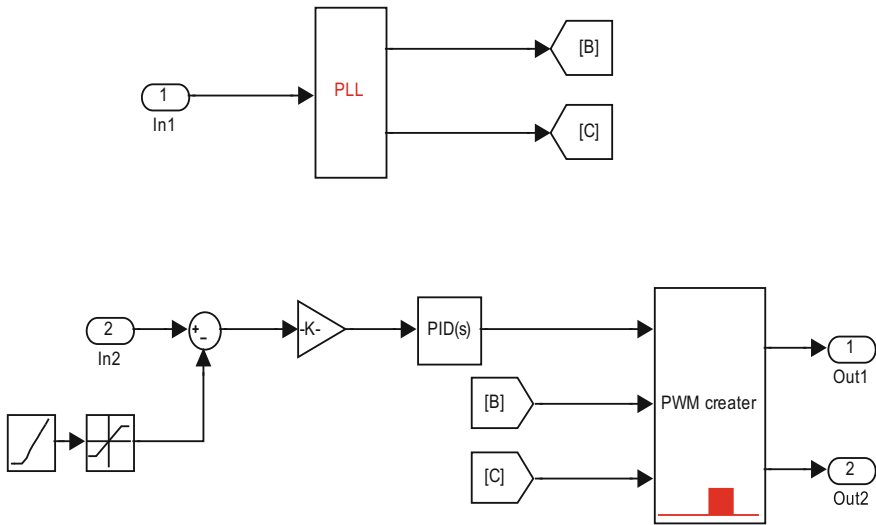 [B]
PLL
1
In1
[C]
2
In2
+
−
-K-
PID(s)
[B]
[C]
PWM creater
1
Out1
2
Out2